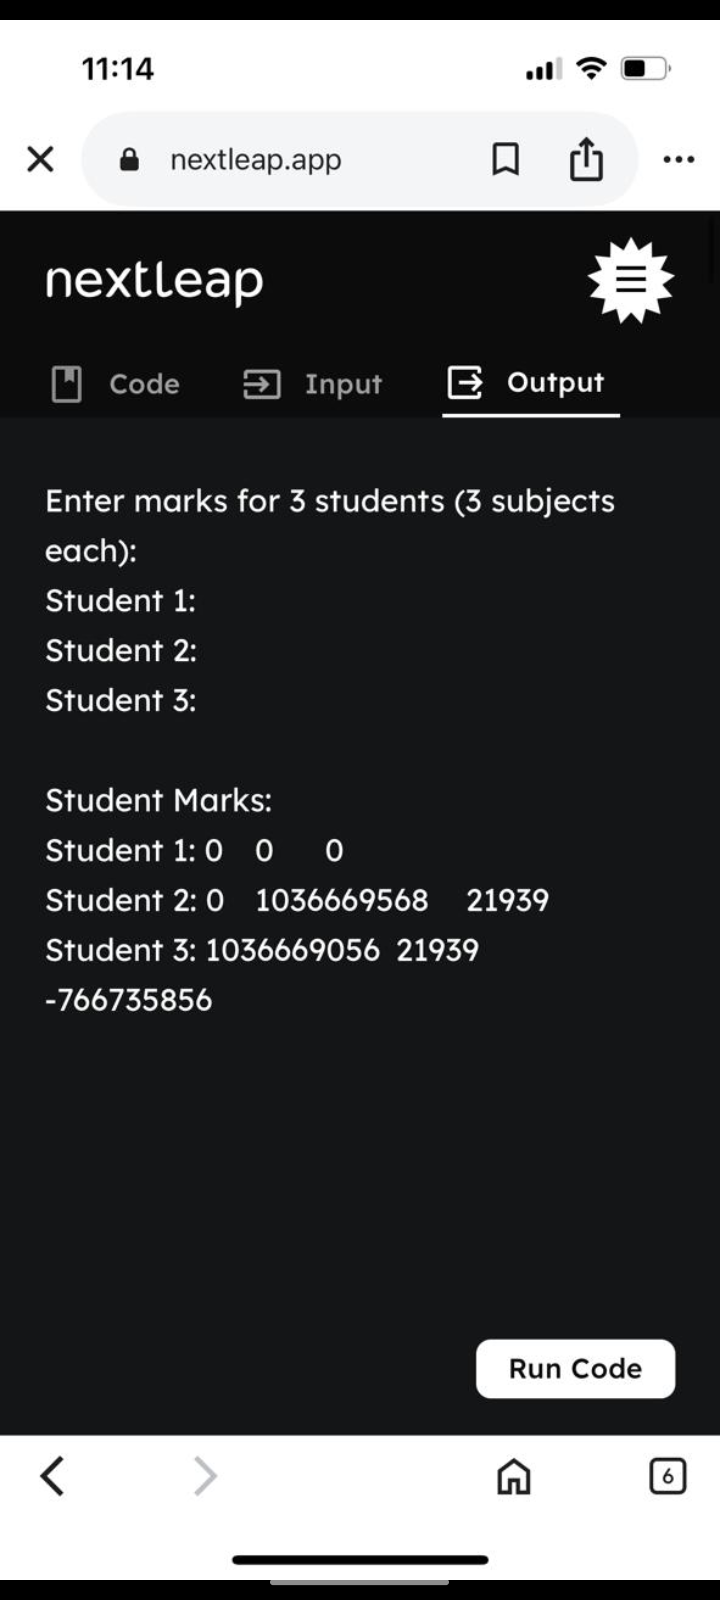 11:14
nextleap.app
nextleap
Code Input Output
Enter marks for 3 students (3 subjects
each):
Student 1:
Student 2:
Student 3:
Student Marks:
Student 1: 0 0 0
Student 2: 0 1036669568 21939
Student 3: 1036669056 21939
-766735856
Run Code
6